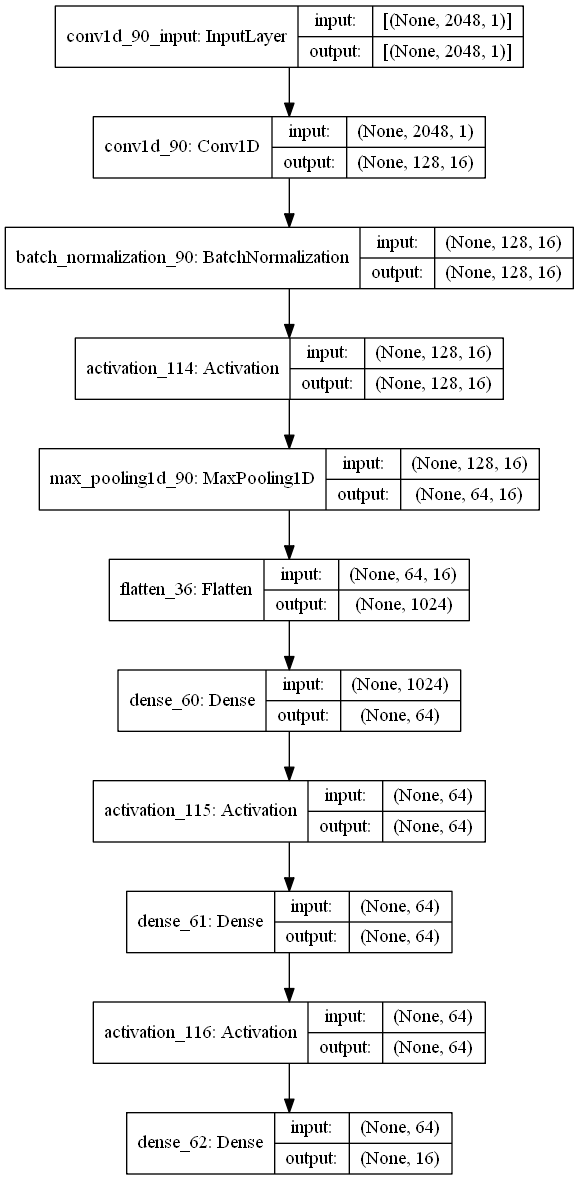 conv1d_90_input: InputLayer
input: [(None, 2048, 1)]
output: [(None, 2048, 1)]
conv1d_90: Conv1D
input: (None, 2048, 1)
output: (None, 128, 16)
batch_normalization_90: BatchNormalization
input: (None, 128, 16)
output: (None, 128, 16)
activation_114: Activation
input: (None, 128, 16)
output: (None, 128, 16)
max_pooling1d_90: MaxPooling1D
input: (None, 128, 16)
output: (None, 64, 16)
flatten_36: Flatten
input: (None, 64, 16)
output: (None, 1024)
dense_60: Dense
input: (None, 1024)
output: (None, 64)
activation_115: Activation
input: (None, 64)
output: (None, 64)
dense_61: Dense
input: (None, 64)
output: (None, 64)
activation_116: Activation
input: (None, 64)
output: (None, 64)
dense_62: Dense
input: (None, 64)
output: (None, 16)